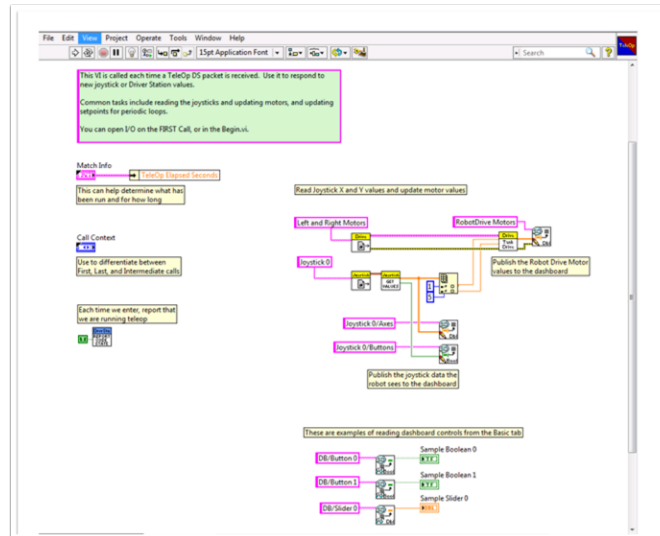 File Edit View Project Operate Tools Window Help
15pt Application Font
Search
TeleOp
This VI is called each time a TeleOp DS packet is received. Use it to respond to
new joystick or Driver Station values.
Common tasks include reading the joysticks and updating motors, and updating
setpoints for periodic loops.
You can open I/O on the FIRST Call, or in the Begin.vi.
Match Info
TeleOp Elapsed Seconds
This can help determine what has
been run and for how long
Read Joystick X and Y values and update motor values
Left and Right Motors
RobotDrive Motors
Call Context
Use to differentiate between
First, Last, and Intermediate calls
Joystick 0
Publish the Robot Drive Motor
values to the dashboard
Each time we enter, report that
we are running teleop
Joystick 0/Axes
Joystick 0/Buttons
Publish the joystick data the
robot sees to the dashboard
These are examples of reading dashboard controls from the Basic tab
DB/Button 0
Sample Boolean 0
DB/Button 1
Sample Boolean 1
DB/Slider 0
Sample Slider 0